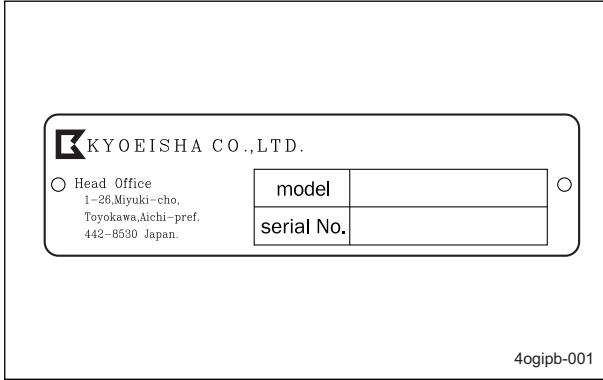 KYOEISHA CO.,LTD.
Head Office
1-26,Miyuki-cho,
Toyokawa,Aichi-pref.
442-8530 Japan.
model
serial No.
4ogipb-001